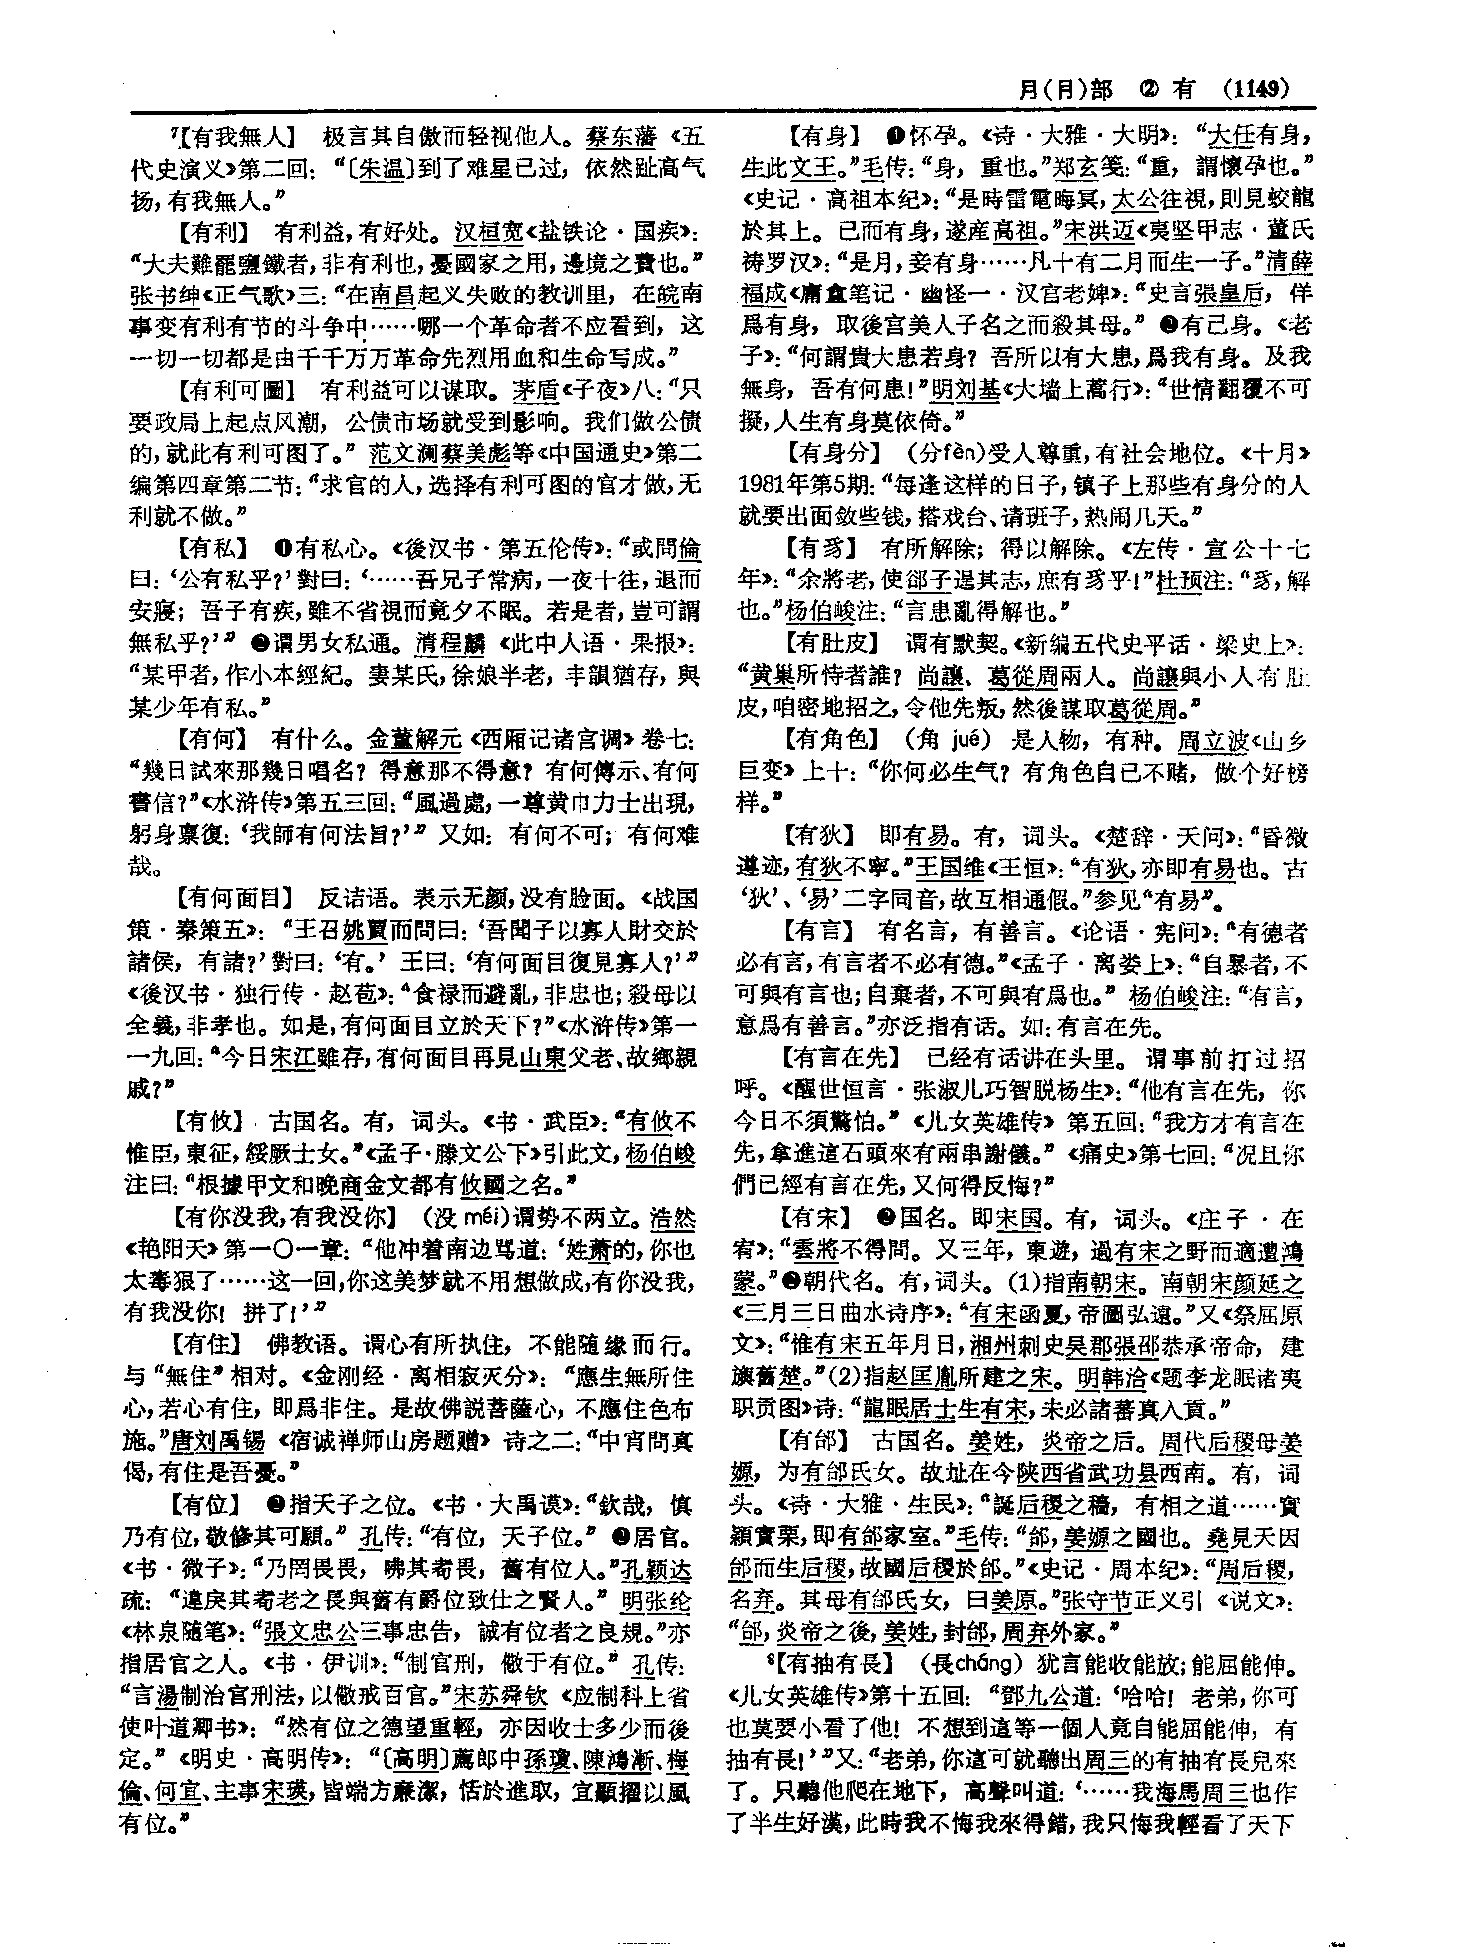 月(月)部 ② 有 (1149)
⁷【有我無人】 极言其自傲而轻视他人。蔡东藩《五
代史演义》第二回：“〔朱温〕到了难星已过，依然趾高气
扬，有我無人。”
【有利】 有利益，有好处。汉桓宽《盐铁论·国疾》：
“大夫難罷鹽鐵者，非有利也，憂國家之用，邊境之費也。”
张书绅《正气歌》三：“在南昌起义失败的教训里，在皖南
事变有利有节的斗争中……哪一个革命者不应看到，这
一切一切都是由千千万万革命先烈用血和生命写成。”
【有利可圖】 有利益可以谋取。茅盾《子夜》八：“只
要政局上起点风潮，公债市场就受到影响。我们做公债
的，就此有利可图了。”范文澜蔡美彪等《中国通史》第二
编第四章第二节：“求官的人，选择有利可图的官才做，无
利就不做。”
【有私】 ❶有私心。《後汉书·第五伦传》：“或問倫
曰：‘公有私乎？’對曰：‘……吾兄子常病，一夜十往，退而
安寢；吾子有疾，雖不省視而竟夕不眠。若是者，豈可謂
無私乎？’” ❷谓男女私通。清程麟《此中人语·果报》：
“某甲者，作小本經紀。妻某氏，徐娘半老，丰韻猶存，與
某少年有私。”
【有何】 有什么。金董解元《西厢记诸宫调》卷七：
“幾日試來那幾日唱名？得意那不得意？有何傳示、有何
書信？”《水浒传》第五三回：“風過處，一尊黄巾力士出現，
躬身稟復：‘我師有何法旨？’” 又如：有何不可；有何难
哉。
【有何面目】 反诘语。表示无颜，没有脸面。《战国
策·秦策五》：“王召姚賈而問曰：‘吾聞子以寡人財交於
諸侯，有諸？’對曰：‘有。’王曰：‘有何面目復見寡人？’”
《後汉书·独行传·赵苞》：“食禄而避亂，非忠也；殺母以
全義，非孝也。如是，有何面目立於天下？”《水浒传》第一
一九回：“今日宋江雖存，有何面目再見山東父老、故鄉親
戚？”
【有攸】 古国名。有，词头。《书·武臣》：“有攸不
惟臣，東征，綏厥士女。”《孟子·滕文公下》引此文，杨伯峻
注曰：“根據甲文和晚商金文都有攸國之名。”
【有你没我，有我没你】 （没 méi）谓势不两立。浩然
《艳阳天》第一〇一章：“他冲着南边骂道：‘姓萧的，你也
太毒狠了……这一回，你这美梦就不用想做成，有你没我，
有我没你！拼了！’”
【有住】 佛教语。谓心有所执住，不能随缘而行。
与“無住”相对。《金刚经·离相寂灭分》：“應生無所住
心，若心有住，即爲非住。是故佛説菩薩心，不應住色布
施。”唐刘禹锡《宿诚禅师山房题赠》诗之二：“中宵問真
偈，有住是吾憂。”
【有位】 ❶指天子之位。《书·大禹谟》：“欽哉，慎
乃有位，敬修其可願。”孔传：“有位，天子位。” ❷居官。
《书·微子》：“乃罔畏畏，咈其耇畏，舊有位人。”孔颖达
疏：“違戾其耇老之長與舊有爵位致仕之賢人。”明张纶
《林泉随笔》：“張文忠公三事忠告，誠有位者之良規。”亦
指居官之人。《书·伊训》：“制官刑，儆于有位。”孔传：
“言湯制治官刑法，以儆戒百官。”宋苏舜钦《应制科上省
使叶道卿书》：“然有位之德望重輕，亦因收士多少而後
定。”《明史·高明传》：“〔高明〕薦郎中孫瓊、陳鴻漸、梅
倫、何宜、主事宋瑛，皆端方廉潔，恬於進取，宜顯擢以風
有位。”
【有身】 ❶怀孕。《诗·大雅·大明》：“大任有身，
生此文王。”毛传：“身，重也。”郑玄笺：“重，謂懷孕也。”
《史记·高祖本纪》：“是時雷電晦冥，太公往視，則見蛟龍
於其上。已而有身，遂産高祖。”宋洪迈《夷坚甲志·董氏
祷罗汉》：“是月，妾有身……凡十有二月而生一子。”清薛
福成《庸盦笔记·幽怪一·汉宫老婢》：“史言張皇后，佯
爲有身，取後宫美人子名之而殺其母。” ❷有己身。《老
子》：“何謂貴大患若身？吾所以有大患，爲我有身。及我
無身，吾有何患！”明刘基《大墙上蒿行》：“世情翻覆不可
擬，人生有身莫依倚。”
【有身分】 （分fèn）受人尊重，有社会地位。《十月》
1981年第5期：“每逢这样的日子，镇子上那些有身分的人
就要出面敛些钱，搭戏台、请班子，热闹几天。”
【有豸】 有所解除；得以解除。《左传·宣公十七
年》：“余將老，使郤子逞其志，庶有豸乎！”杜预注：“豸，解
也。”杨伯峻注：“言患亂得解也。”
【有肚皮】 谓有默契。《新编五代史平话·梁史上》：
“黄巢所恃者誰？尚讓、葛從周兩人。尚讓與小人有肚
皮，咱密地招之，令他先叛，然後謀取葛從周。”
【有角色】 （角 jué） 是人物，有种。周立波《山乡
巨变》上十：“你何必生气？有角色自己不赌，做个好榜
样。”
【有狄】 即有易。有，词头。《楚辞·天问》：“昏微
遵迹，有狄不寧。”王国维《王恒》：“有狄，亦即有易也。古
‘狄’、‘易’二字同音，故互相通假。”参见“有易”。
【有言】 有名言，有善言。《论语·宪问》：“有德者
必有言，有言者不必有德。”《孟子·离娄上》：“自暴者，不
可與有言也；自棄者，不可與有爲也。”杨伯峻注：“有言，
意爲有善言。”亦泛指有话。如：有言在先。
【有言在先】 已经有话讲在头里。谓事前打过招
呼。《醒世恒言·张淑儿巧智脱杨生》：“他有言在先，你
今日不須驚怕。”《儿女英雄传》第五回：“我方才有言在
先，拿進這石頭來有兩串謝儀。”《痛史》第七回：“况且你
們已經有言在先，又何得反悔？”
【有宋】 ❶国名。即宋国。有，词头。《庄子·在
宥》：“雲將不得問。又三年，東遊，過有宋之野而適遭鴻
蒙。”❷朝代名。有，词头。(1)指南朝宋。南朝宋颜延之
《三月三日曲水诗序》：“有宋函夏，帝圖弘遠。”又《祭屈原
文》：“惟有宋五年月日，湘州刺史吴郡張邵恭承帝命，建
旟舊楚。”(2)指赵匡胤所建之宋。明韩洽《题李龙眠诸夷
职贡图》诗：“龍眠居士生有宋，未必諸蕃真入貢。”
【有邰】 古国名。姜姓，炎帝之后。周代后稷母姜
嫄，为有邰氏女。故址在今陕西省武功县西南。有，词
头。《诗·大雅·生民》：“誕后稷之穡，有相之道……實
穎實栗，即有邰家室。”毛传：“邰，姜嫄之國也。堯見天因
邰而生后稷，故國后稷於邰。”《史记·周本纪》：“周后稷，
名弃。其母有邰氏女，曰姜原。”张守节正义引《说文》：
“邰，炎帝之後，姜姓，封邰，周弃外家。”
⁸【有抽有長】 （長cháng） 犹言能收能放；能屈能伸。
《儿女英雄传》第十五回：“鄧九公道：‘哈哈！老弟，你可
也莫要小看了他！不想到這等一個人竟自能屈能伸，有
抽有長！’”又：“老弟，你這可就聽出周三的有抽有長兒來
了。只聽他爬在地下，高聲叫道：‘……我海馬周三也作
了半生好漢，此時我不悔我來得錯，我只悔我輕看了天下